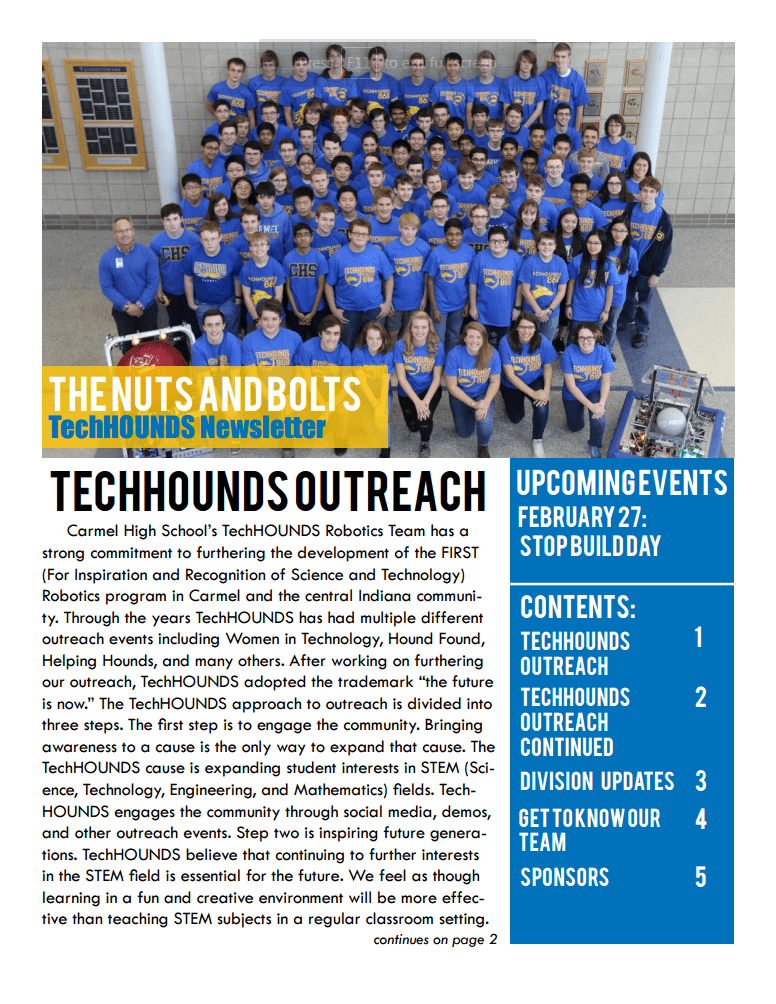 Press F11 to exit full screen
THE NUTS AND BOLTS
TechHOUNDS Newsletter
TECHHOUNDS OUTREACH
Carmel High School's TechHOUNDS Robotics Team has a
strong commitment to furthering the development of the FIRST
(For Inspiration and Recognition of Science and Technology)
Robotics program in Carmel and the central Indiana communi-
ty. Through the years TechHOUNDS has had multiple different
outreach events including Women in Technology, Hound Found,
Helping Hounds, and many others. After working on furthering
our outreach, TechHOUNDS adopted the trademark "the future
is now." The TechHOUNDS approach to outreach is divided into
three steps. The first step is to engage the community. Bringing
awareness to a cause is the only way to expand that cause. The
TechHOUNDS cause is expanding student interests in STEM (Sci-
ence, Technology, Engineering, and Mathematics) fields. Tech-
HOUNDS engages the community through social media, demos,
and other outreach events. Step two is inspiring future genera-
tions. TechHOUNDS believe that continuing to further interests
in the STEM field is essential for the future. We feel as though
learning in a fun and creative environment will be more effec-
tive than teaching STEM subjects in a regular classroom setting.
continues on page 2
UPCOMING EVENTS
FEBRUARY 27:
STOP BUILD DAY
CONTENTS:
TECHHOUNDS 1
OUTREACH
TECHHOUNDS 2
OUTREACH
CONTINUED
DIVISION UPDATES 3
GET TO KNOW OUR 4
TEAM
SPONSORS 5